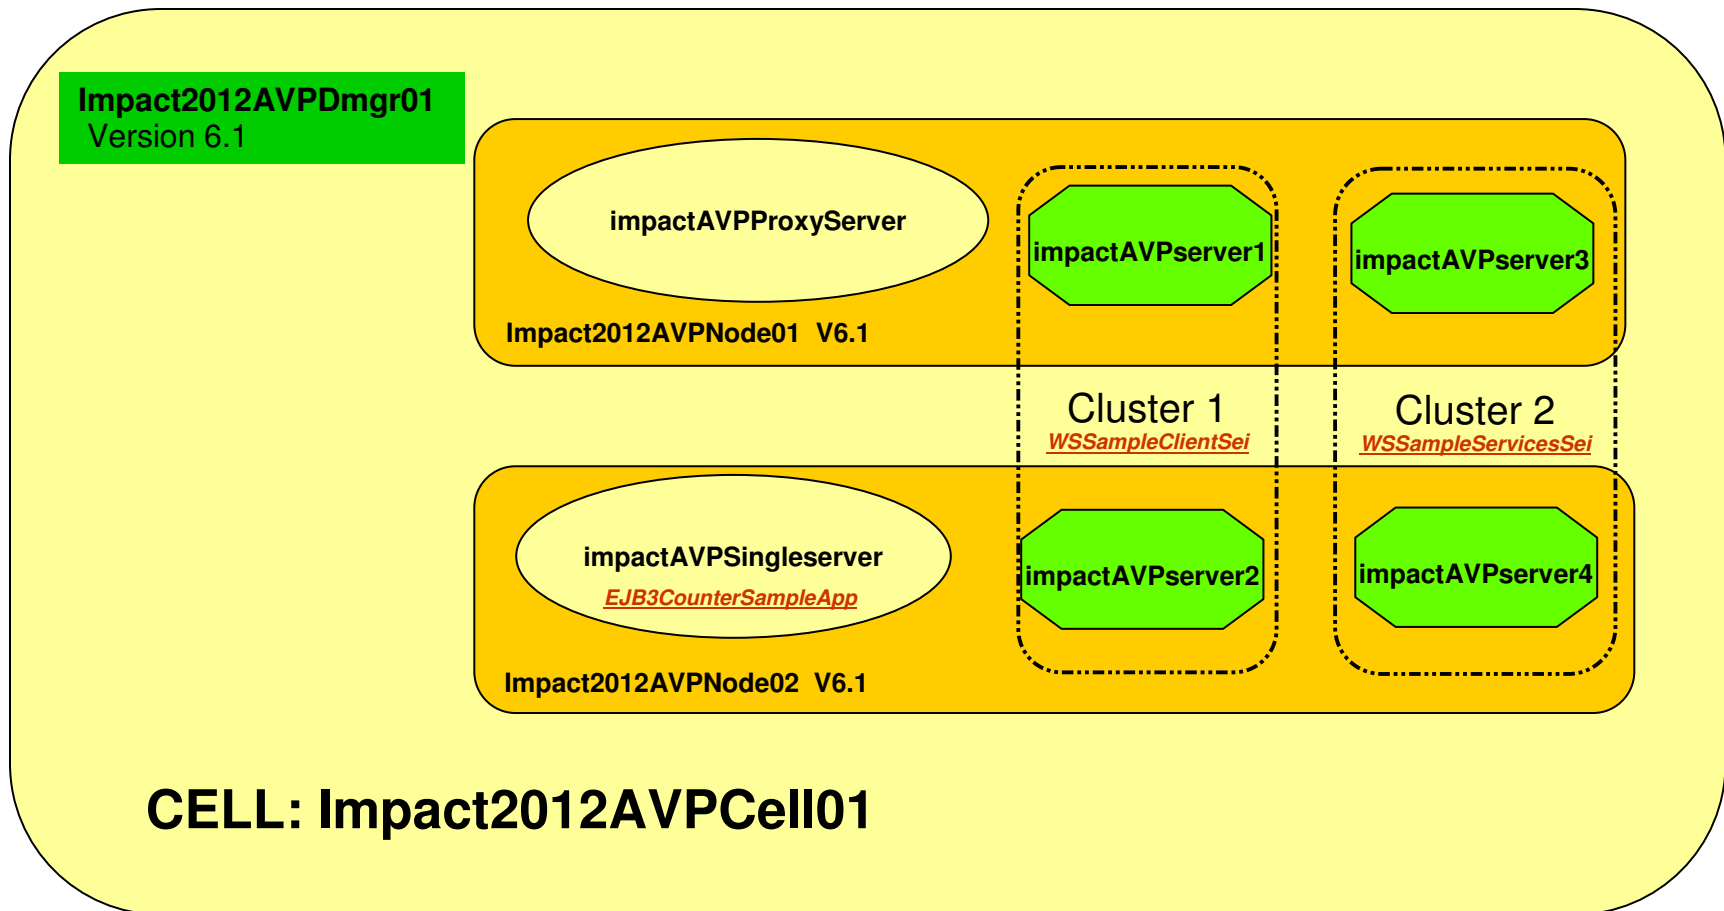 Impact2012AVPDmgr01
Version 6.1
impactAVPProxyServer
impactAVPserver1
impactAVPserver3
Impact2012AVPNode01  V6.1
Cluster 1
WSSampleClientSei
Cluster 2
WSSampleServicesSei
impactAVPSingleserver
EJB3CounterSampleApp
impactAVPserver2
impactAVPserver4
Impact2012AVPNode02  V6.1
CELL: Impact2012AVPCell01